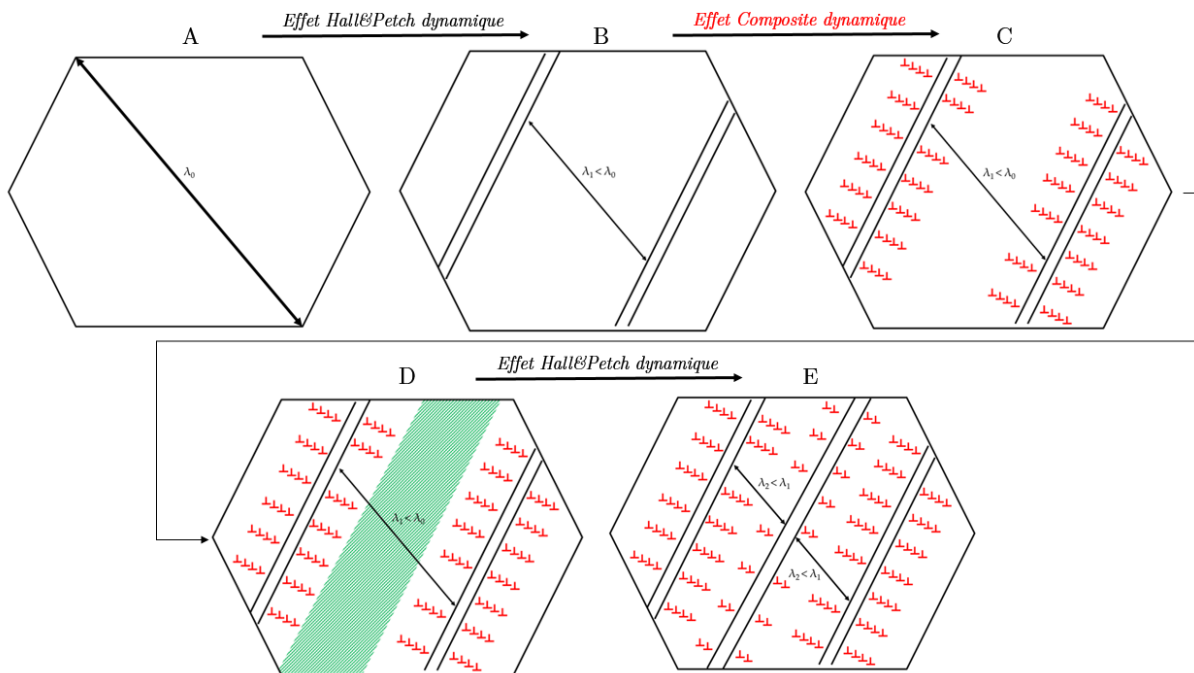 Effet Hall&Petch dynamique
Effet Composite dynamique
A
B
C
λ0
λ1 < λ0
λ1 < λ0
Effet Hall&Petch dynamique
D
E
λ1 < λ0
λ2 < λ1
λ2 < λ1